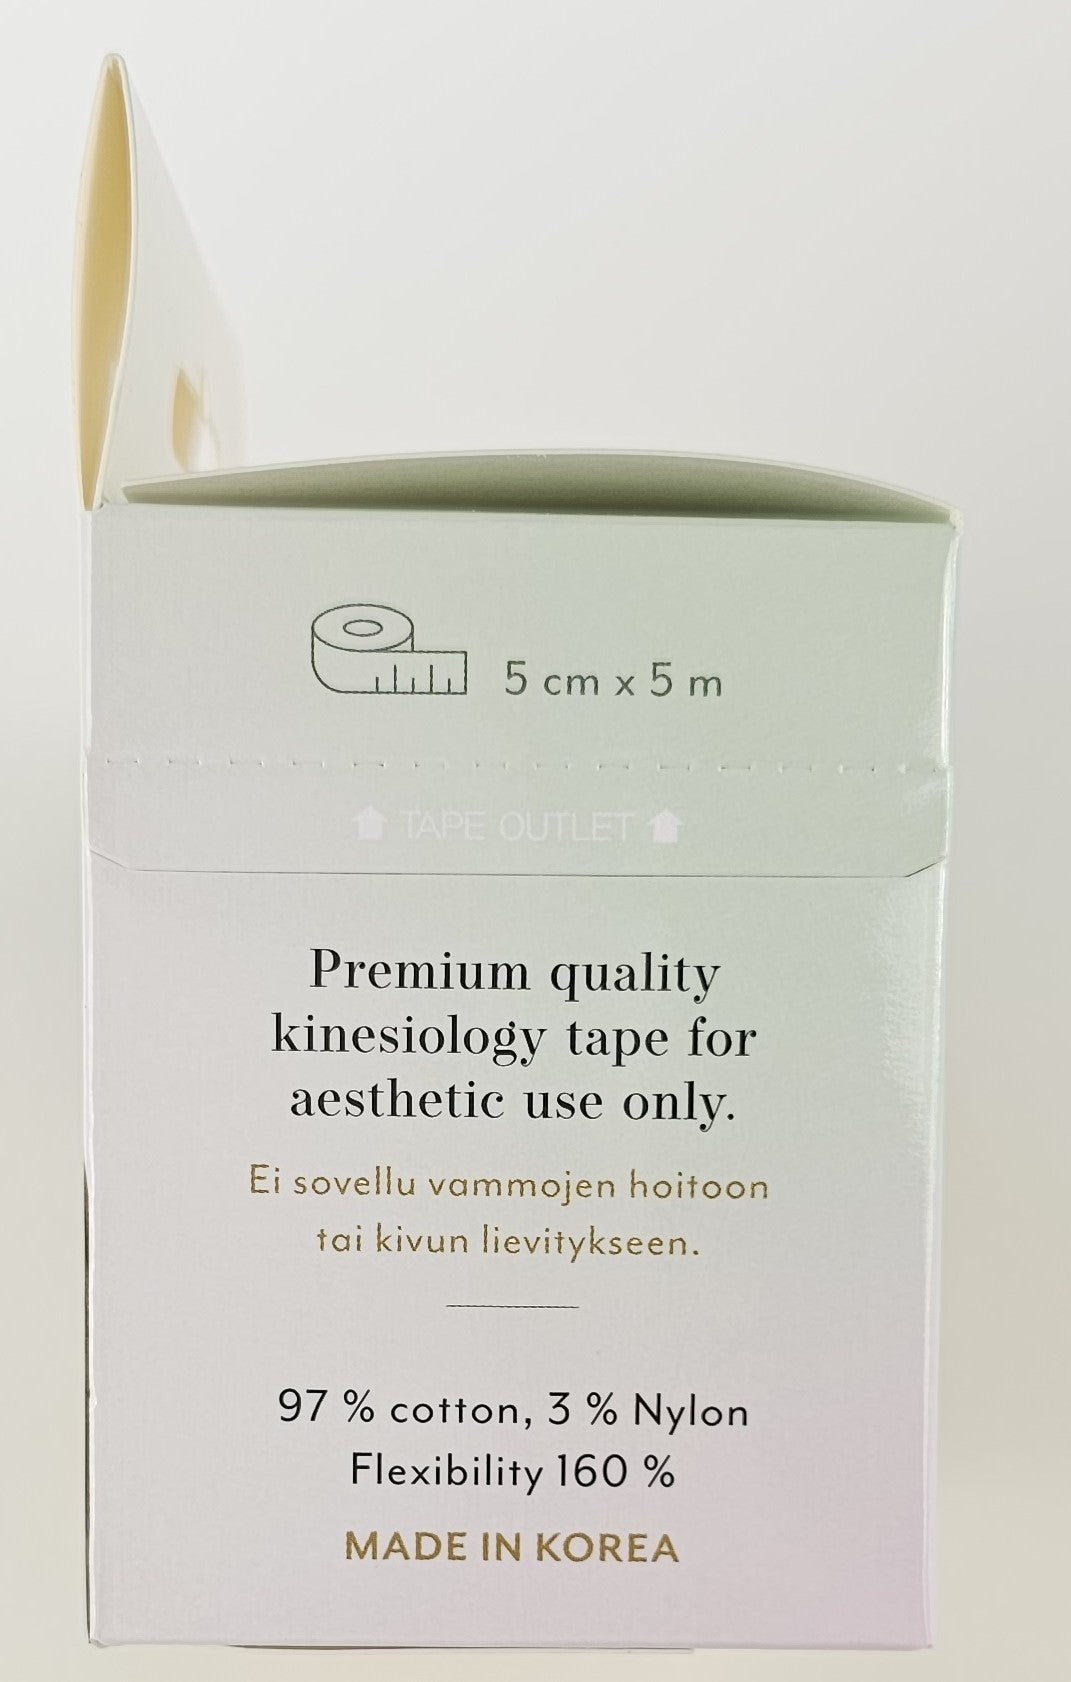 5 cm x 5 m
TAPE OUTLET
Premium quality
kinesiology tape for
aesthetic use only.
Ei sovellu vammojen hoitoon
tai kivun lievitykseen.
97 % cotton, 3 % Nylon
Flexibility 160 %
MADE IN KOREA